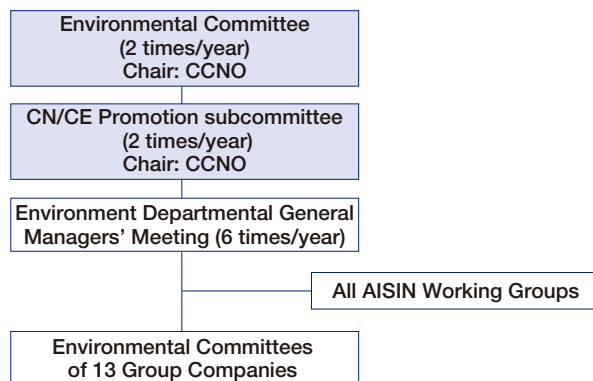 Environmental Committee
(2 times/year)
Chair: CCNO
CN/CE Promotion subcommittee
(2 times/year)
Chair: CCNO
Environment Departmental General
Managers’ Meeting (6 times/year)
All AISIN Working Groups
Environmental Committees
of 13 Group Companies